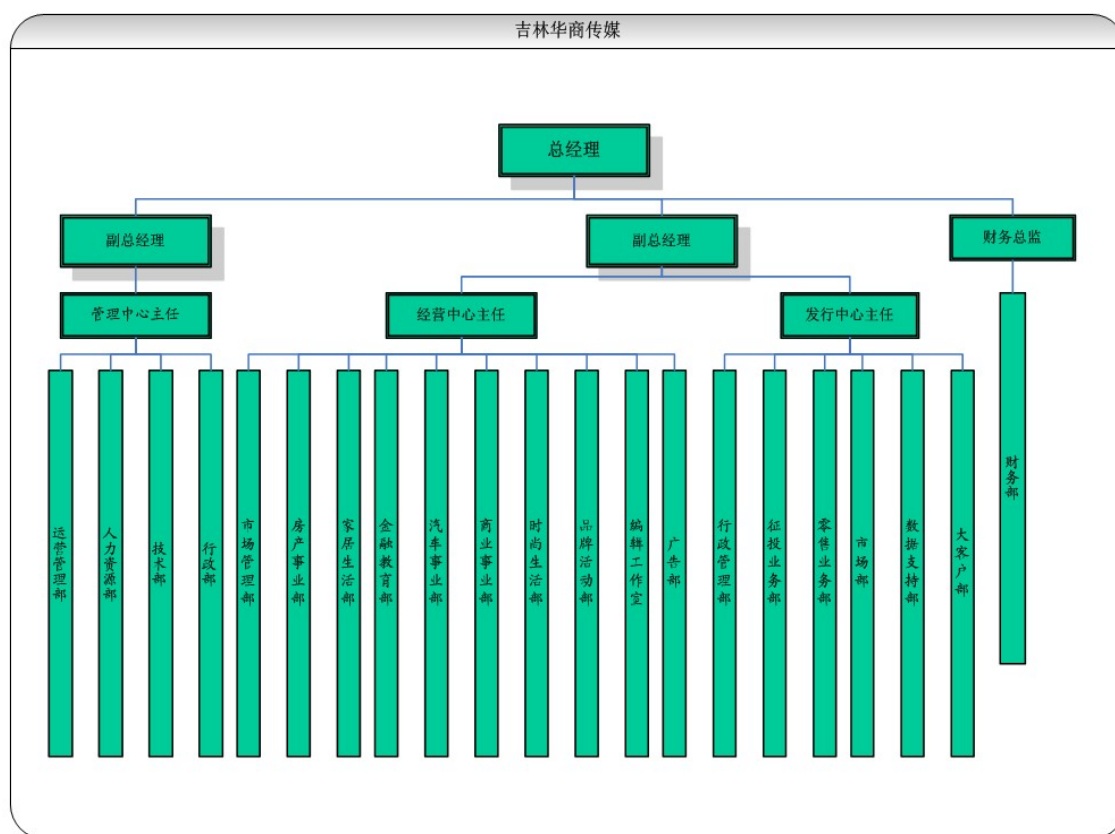 吉林华商传媒
总经理
副总经理
副总经理
财务总监
管理中心主任
经营中心主任
发行中心主任
运营管理部
人力资源部
技术部
行政部
市场管理部
房产事业部
家居生活部
金融教育部
汽车事业部
商业事业部
时尚生活部
品牌活动部
编辑工作室
广告部
行政管理部
征投业务部
零售业务部
市场部
数据支持部
大客户部
财务部